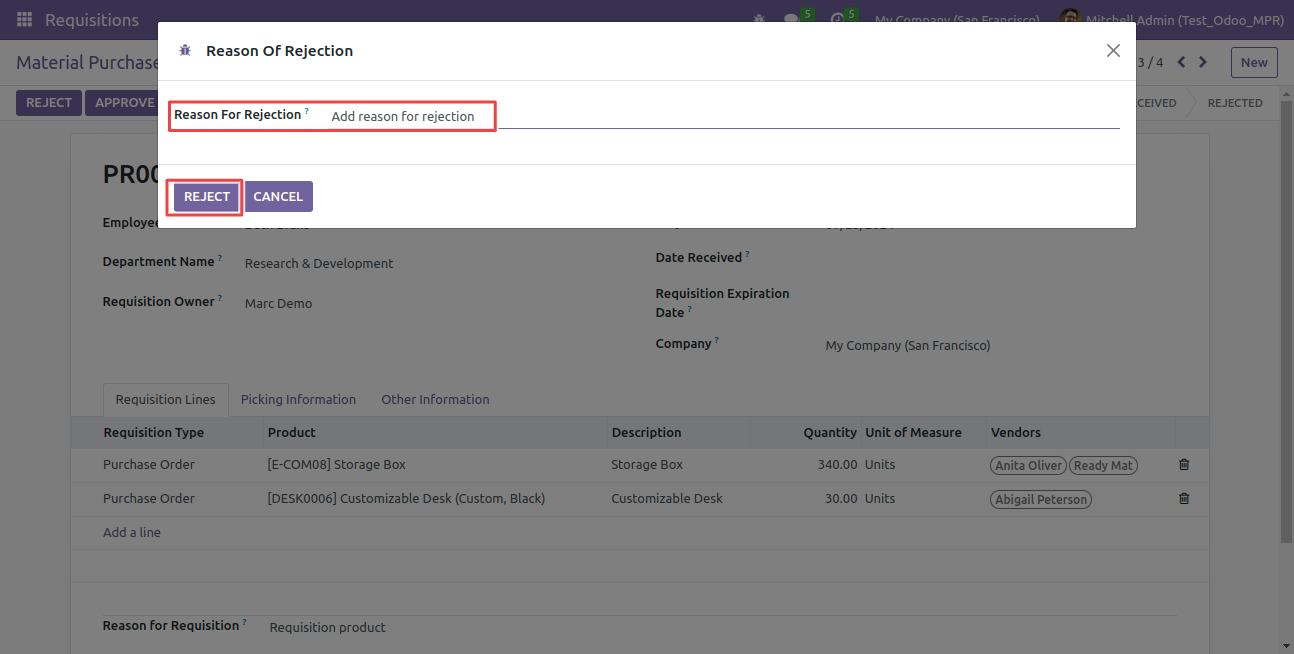 Requisitions 5 5 My Company (San Francisco) Mitchell Admin (Test_Odoo_MPR)
Reason Of Rejection
Material Purchase 3 / 4 New
REJECT APPROVE REJECTED
Reason For Rejection ? Add reason for rejection
PR00
REJECT CANCEL
Employee
Department Name ? Research & Development
Date Received ?
Requisition Owner ? Marc Demo
Requisition Expiration
Date ?
Company ? My Company (San Francisco)
Requisition Lines Picking Information Other Information
Requisition Type Product Description Quantity Unit of Measure Vendors
Purchase Order [E-COM08] Storage Box Storage Box 340.00 Units Anita Oliver Ready Mat
Purchase Order [DESK0006] Customizable Desk (Custom, Black) Customizable Desk 30.00 Units Abigail Peterson
Add a line
Reason for Requisition ? Requisition product